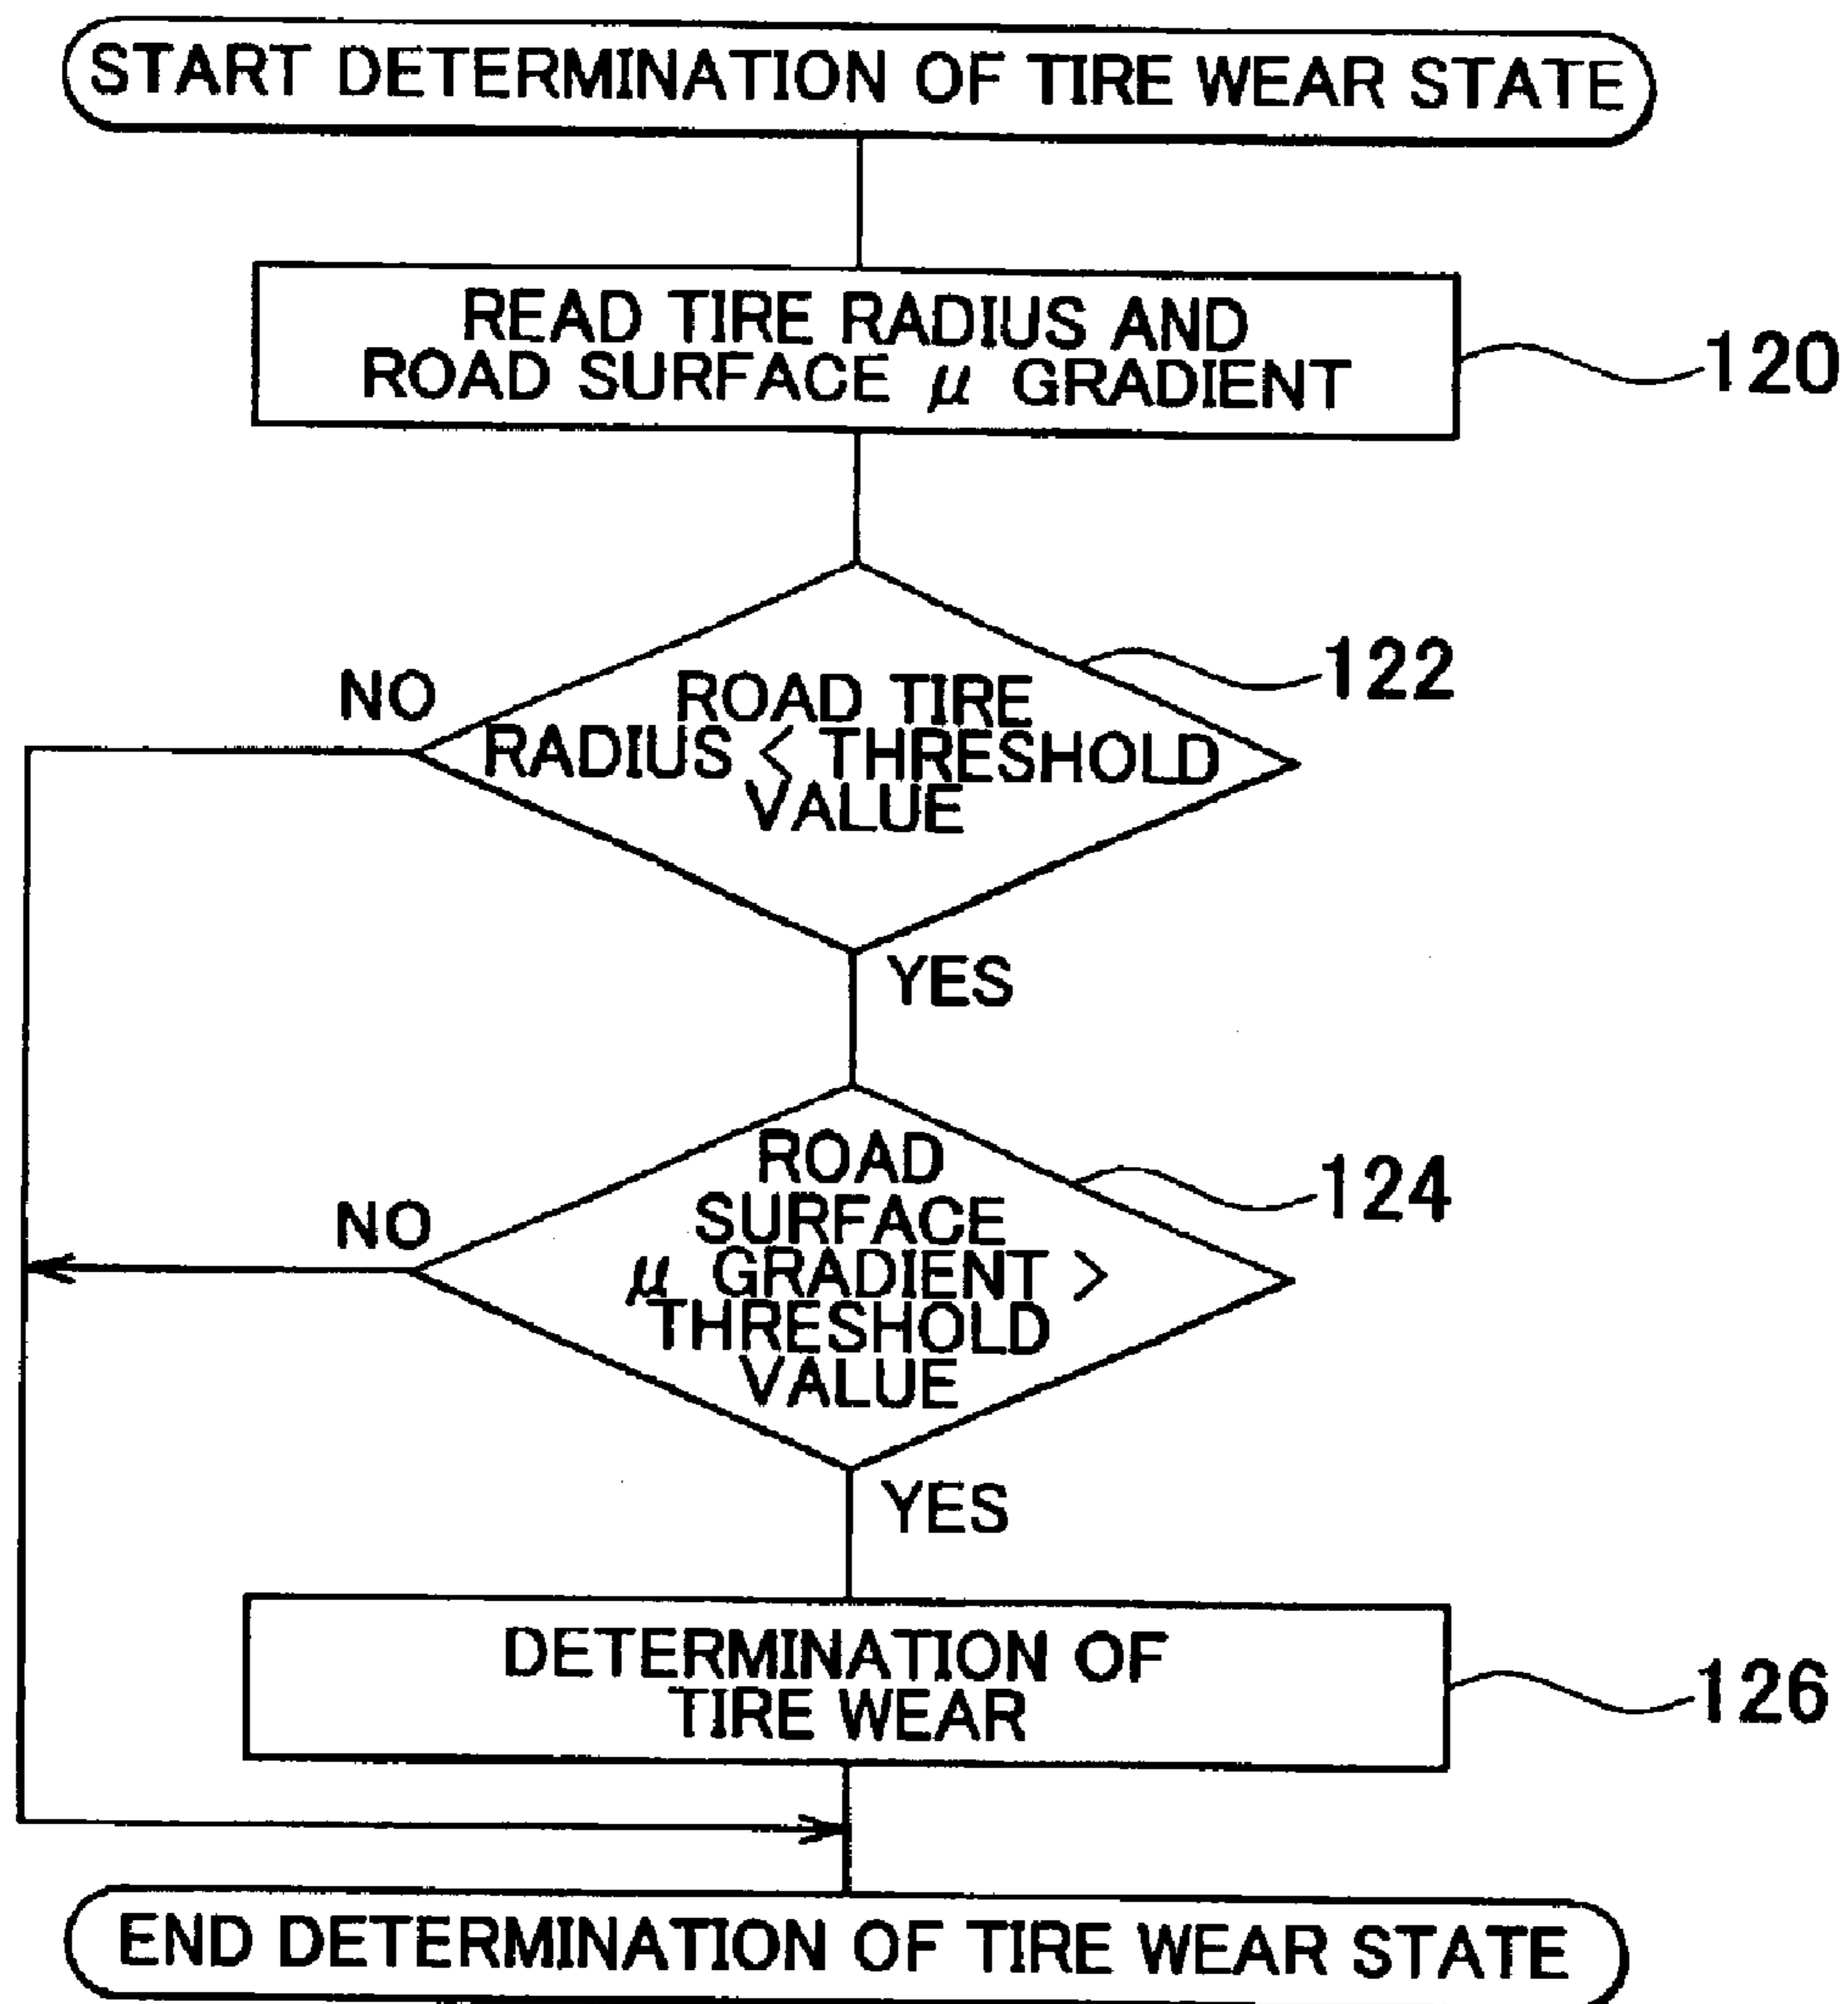 START DETERMINATION OF TIRE WEAR STATE
READ TIRE RADIUS AND
ROAD SURFACE μ GRADIENT
120
122
NO
ROAD TIRE
RADIUS < THRESHOLD
VALUE
YES
124
NO
ROAD
SURFACE
μ GRADIENT >
THRESHOLD
VALUE
YES
DETERMINATION OF
TIRE WEAR
126
END DETERMINATION OF TIRE WEAR STATE